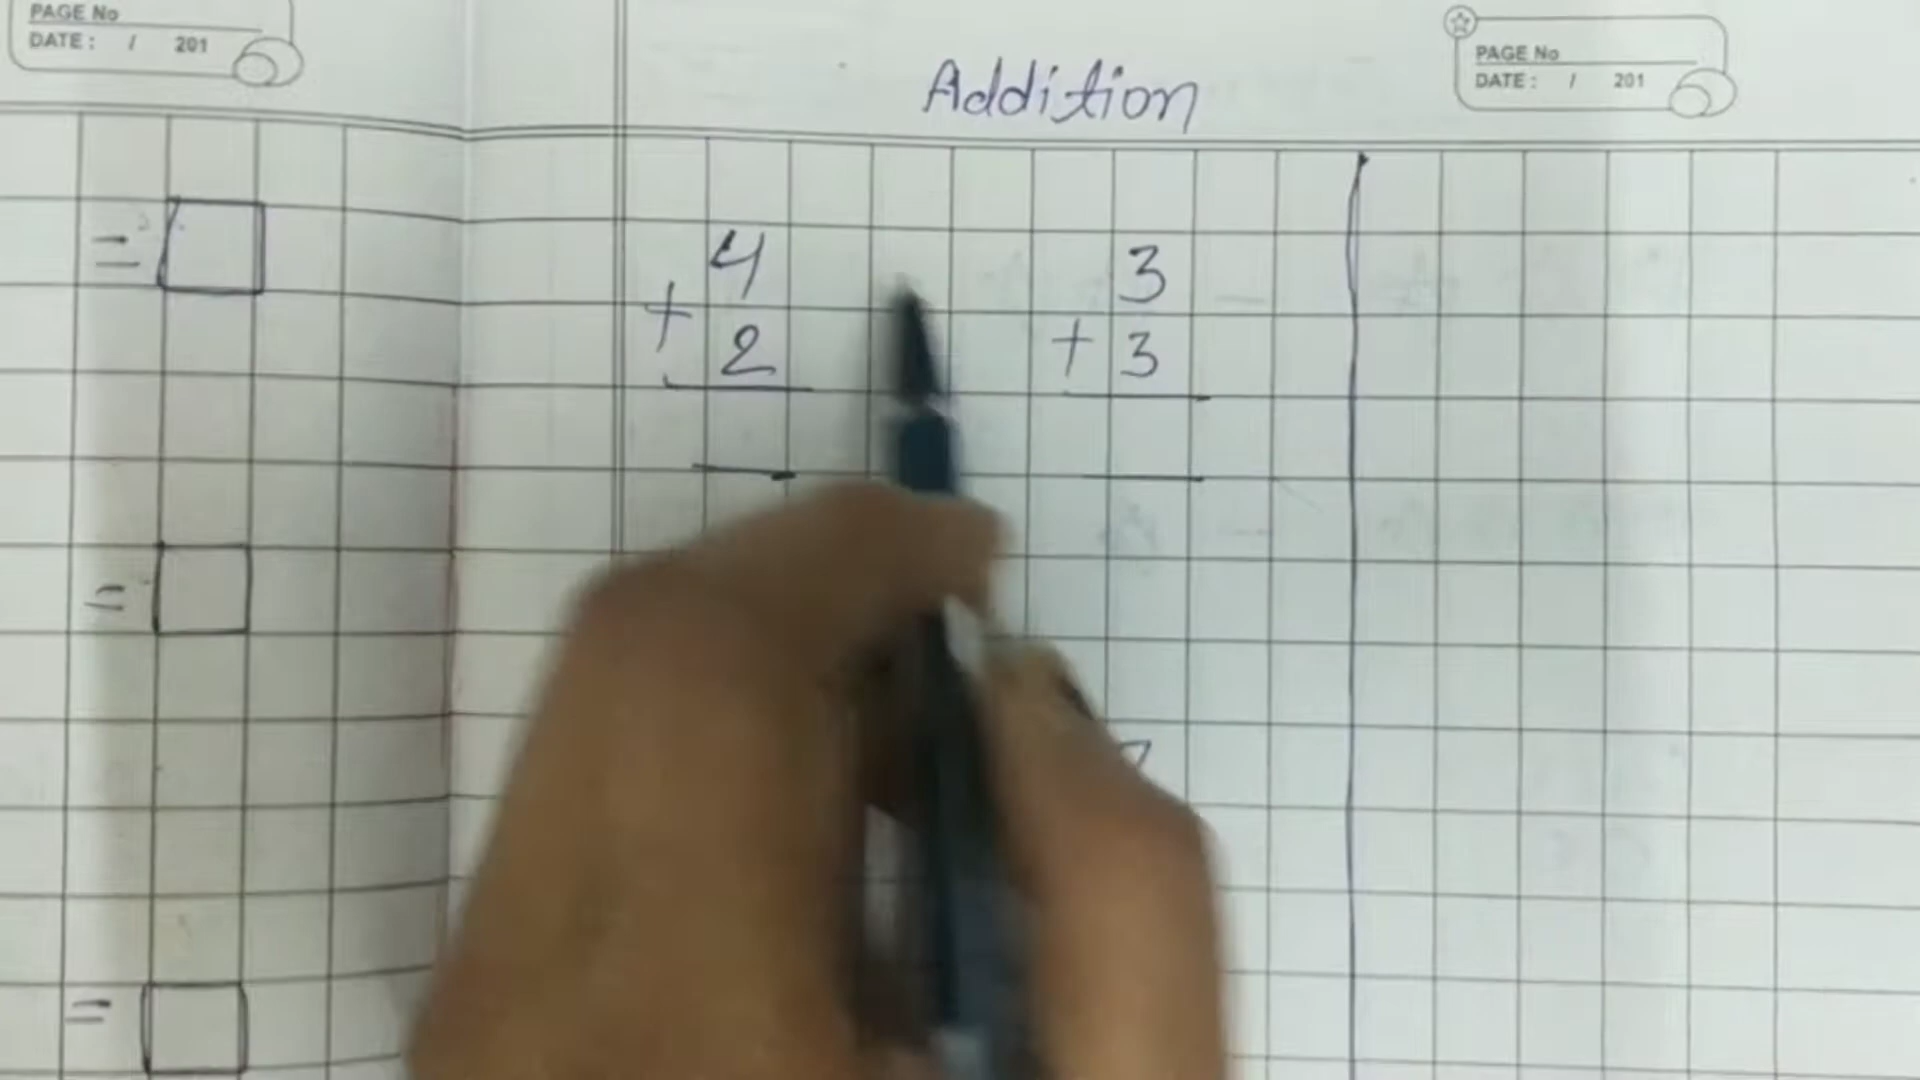 PAGE No
DATE : / 201
PAGE No
DATE : / 201
Addition
= =
4 3
+ 2 + 3
=
=